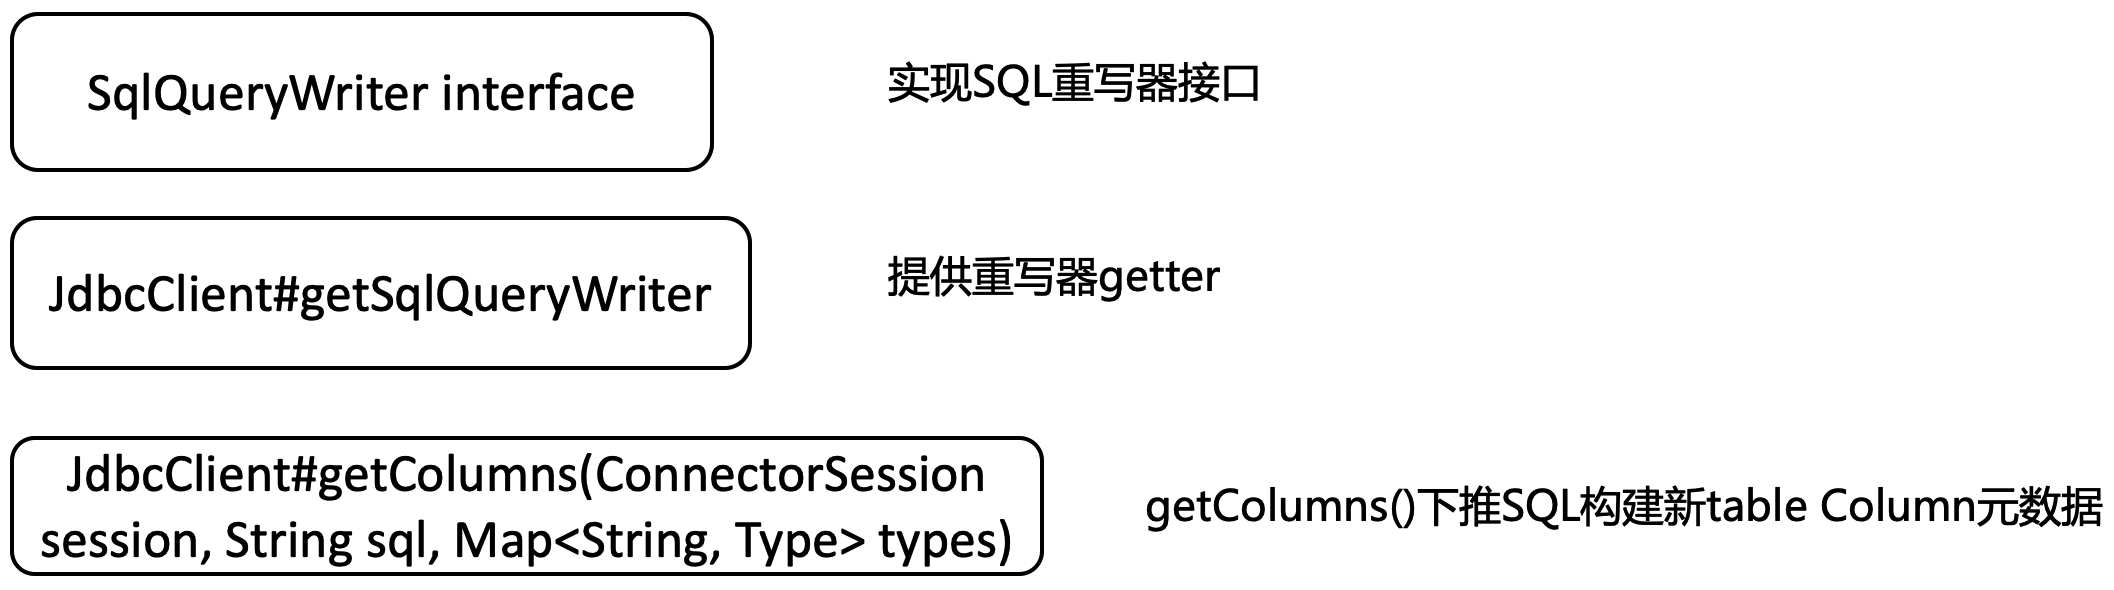 SqlQueryWriter interface
实现SQL重写器接口
JdbcClient#getSqlQueryWriter
提供重写器getter
JdbcClient#getColumns(ConnectorSession
session, String sql, Map<String, Type> types)
getColumns()下推SQL构建新table Column元数据